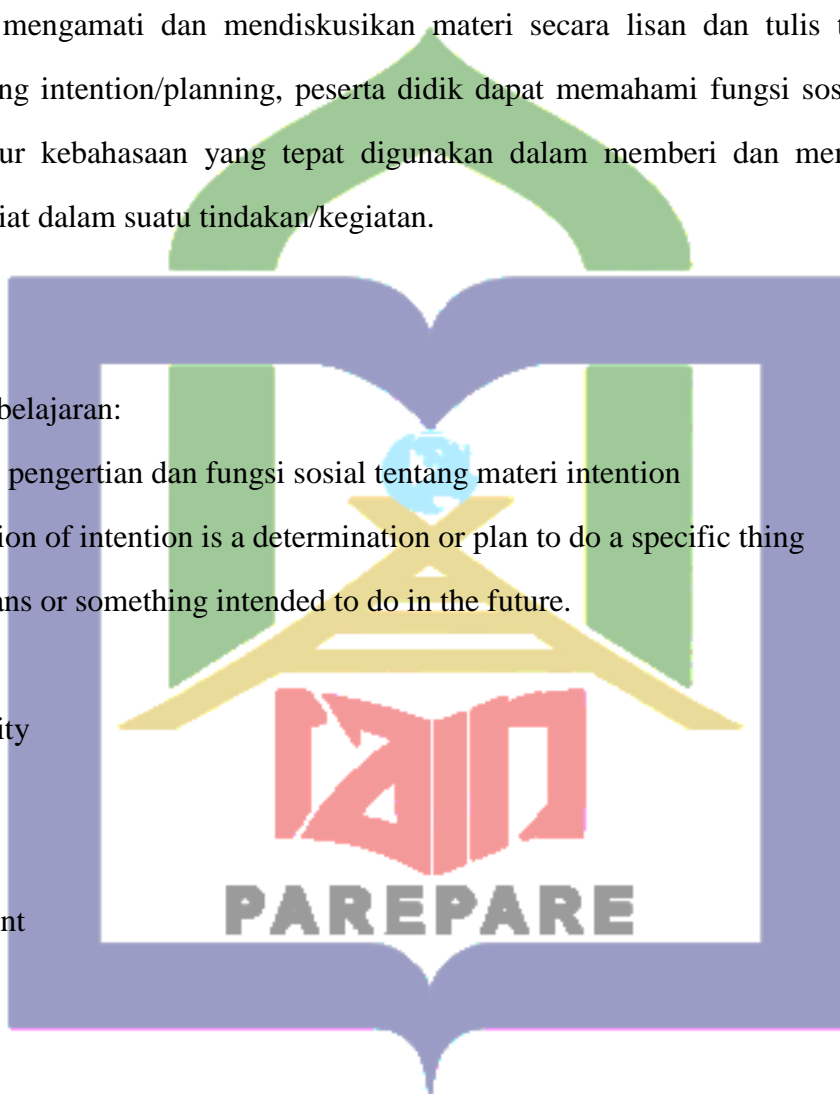 mengamati dan mendiskusikan materi secara lisan dan tulis t
ng intention/planning, peserta didik dapat memahami fungsi sos
ur kebahasaan yang tepat digunakan dalam memberi dan mer
iat dalam suatu tindakan/kegiatan.
belajaran:
pengertian dan fungsi sosial tentang materi intention
ion of intention is a determination or plan to do a specific thing
ans or something intended to do in the future.
ity
iain
PAREPARE
nt